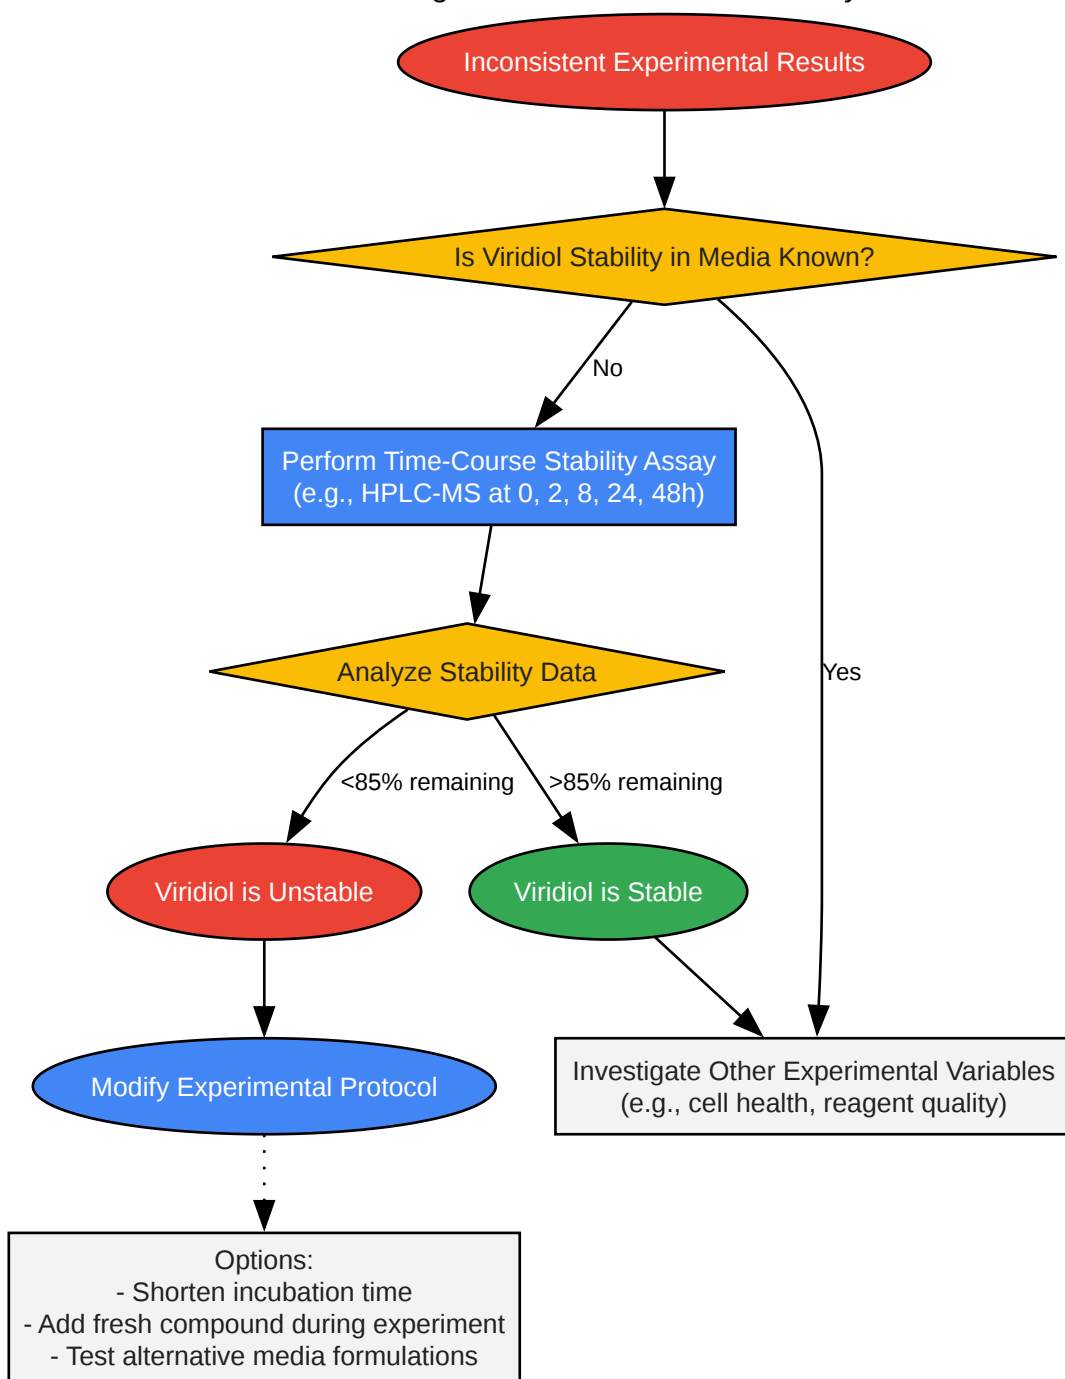 Inconsistent Experimental Results
Is Viridiol Stability in Media Known?
No
Perform Time-Course Stability Assay
(e.g., HPLC-MS at 0, 2, 8, 24, 48h)
Yes
Analyze Stability Data
<85% remaining
>85% remaining
Viridiol is Unstable
Viridiol is Stable
Modify Experimental Protocol
Investigate Other Experimental Variables
(e.g., cell health, reagent quality)
Options:
- Shorten incubation time
- Add fresh compound during experiment
- Test alternative media formulations